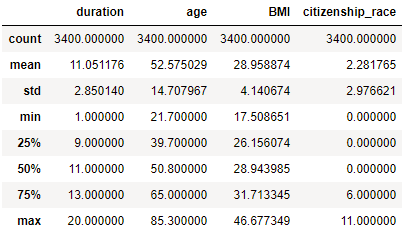 duration age BMI citizenship_race
count 3400.000000 3400.000000 3400.000000 3400.000000
mean 11.051176 52.575029 28.958874 2.281765
std 2.850140 14.707967 4.140674 2.976621
min 1.000000 21.700000 17.508651 0.000000
25% 9.000000 39.700000 26.156074 0.000000
50% 11.000000 50.800000 28.943985 0.000000
75% 13.000000 65.000000 31.713345 6.000000
max 20.000000 85.300000 46.677349 11.000000